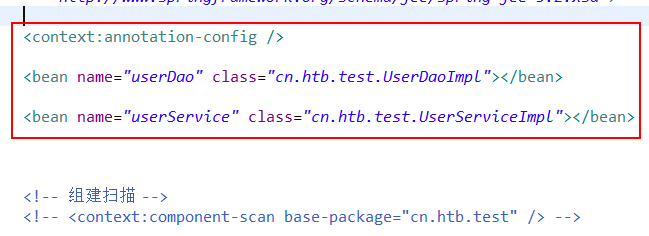 <context:annotation-config />
<bean name="userDao" class="cn.htb.test.UserDaoImpl"></bean>
<bean name="userService" class="cn.htb.test.UserServiceImpl"></bean>
<!-- 组建扫描 -->
<!-- <context:component-scan base-package="cn.htb.test" /> -->